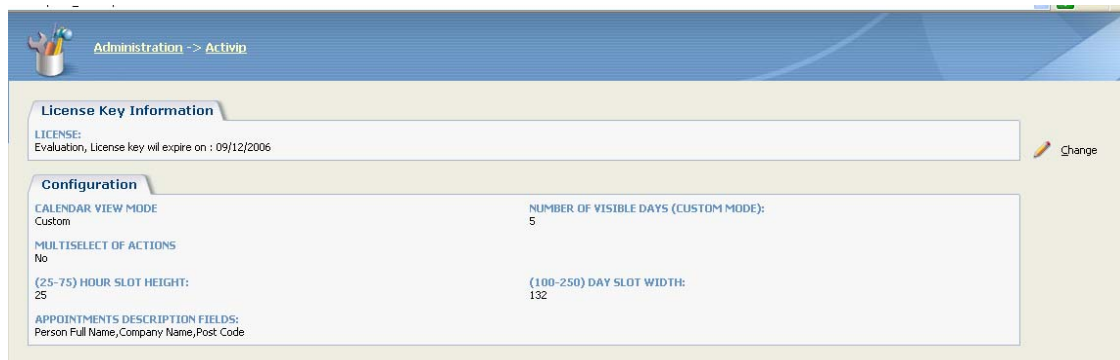 Administration -> Activip
License Key Information
LICENSE:
Evaluation, License key wil expire on : 09/12/2006
Change
Configuration
CALENDAR VIEW MODE
Custom
NUMBER OF VISIBLE DAYS (CUSTOM MODE):
5
MULTISELECT OF ACTIONS
No
(25-75) HOUR SLOT HEIGHT:
25
(100-250) DAY SLOT WIDTH:
132
APPOINTMENTS DESCRIPTION FIELDS:
Person Full Name,Company Name,Post Code